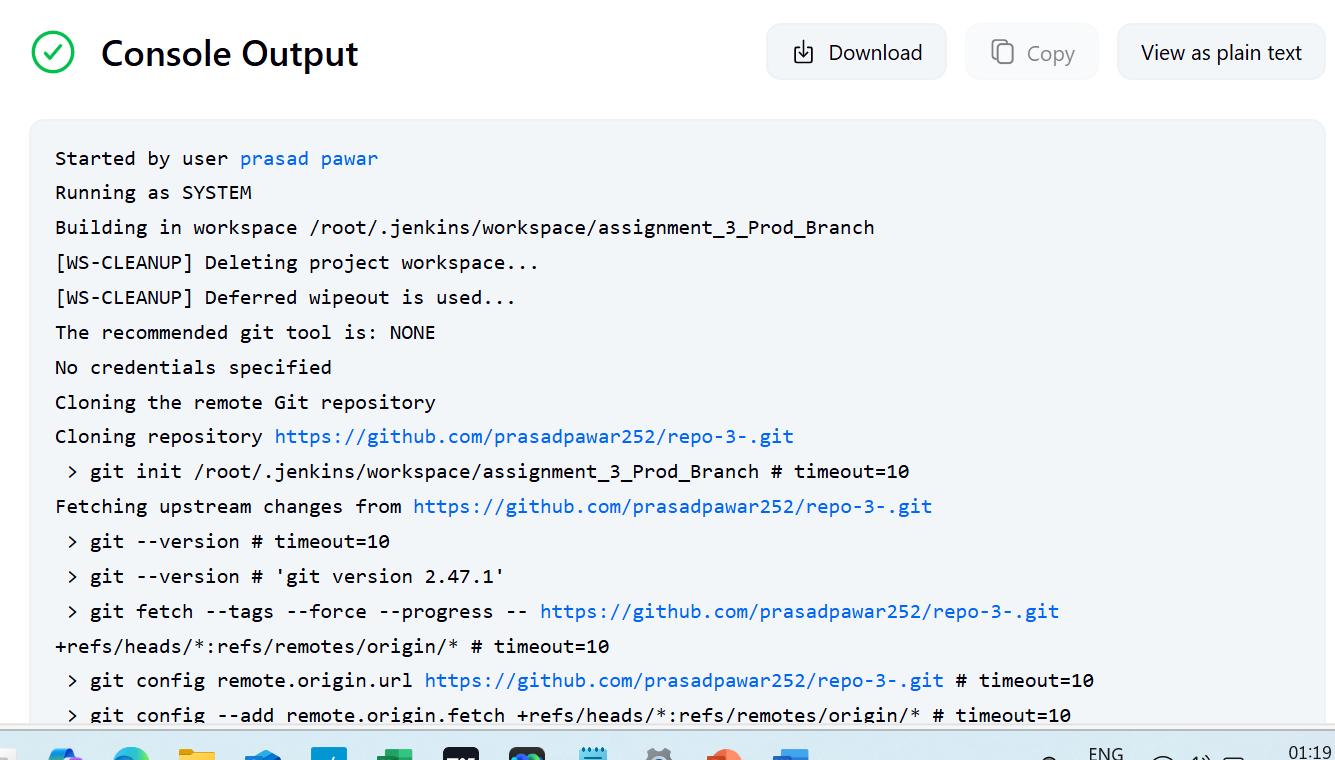 Console Output
Download
Copy
View as plain text
Started by user prasad pawar
Running as SYSTEM
Building in workspace /root/.jenkins/workspace/assignment_3_Prod_Branch
[WS-CLEANUP] Deleting project workspace...
[WS-CLEANUP] Deferred wipeout is used...
The recommended git tool is: NONE
No credentials specified
Cloning the remote Git repository
Cloning repository https://github.com/prasadpawar252/repo-3-.git
> git init /root/.jenkins/workspace/assignment_3_Prod_Branch # timeout=10
Fetching upstream changes from https://github.com/prasadpawar252/repo-3-.git
> git --version # timeout=10
> git --version # 'git version 2.47.1'
> git fetch --tags --force --progress -- https://github.com/prasadpawar252/repo-3-.git
+refs/heads/*:refs/remotes/origin/* # timeout=10
> git config remote.origin.url https://github.com/prasadpawar252/repo-3-.git # timeout=10
> git config --add remote.origin.fetch +refs/heads/*:refs/remotes/origin/* # timeout=10
ENG
01:19